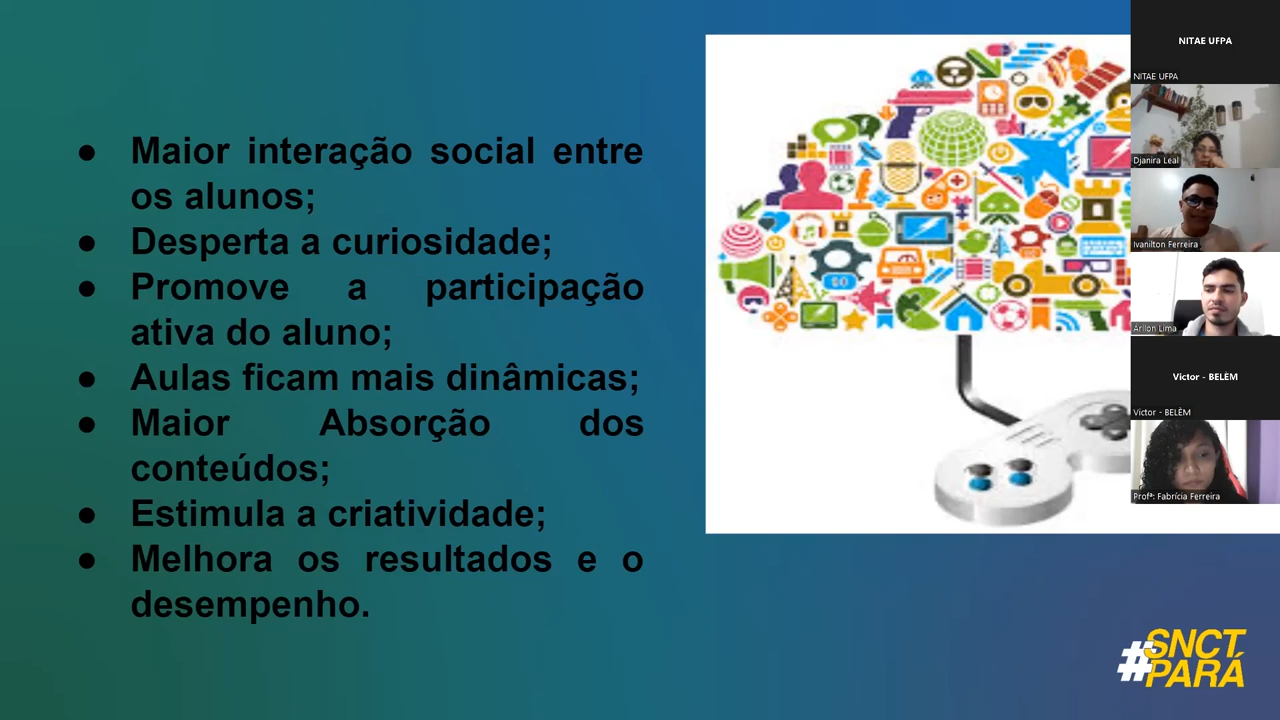 ● Maior interação social entre
os alunos;
● Desperta a curiosidade;
● Promove a participação
ativa do aluno;
● Aulas ficam mais dinâmicas;
● Maior Absorção dos
conteúdos;
● Estimula a criatividade;
● Melhora os resultados e o
desempenho.
NITAE UFPA
NITAE UFPA
Djanira Leal
Ivanilton Ferreira
Arilon Lima
Victor - BELÉM
Victor - BELÉM
Profª: Fabrícia Ferreira
#SNCT
PARÁ